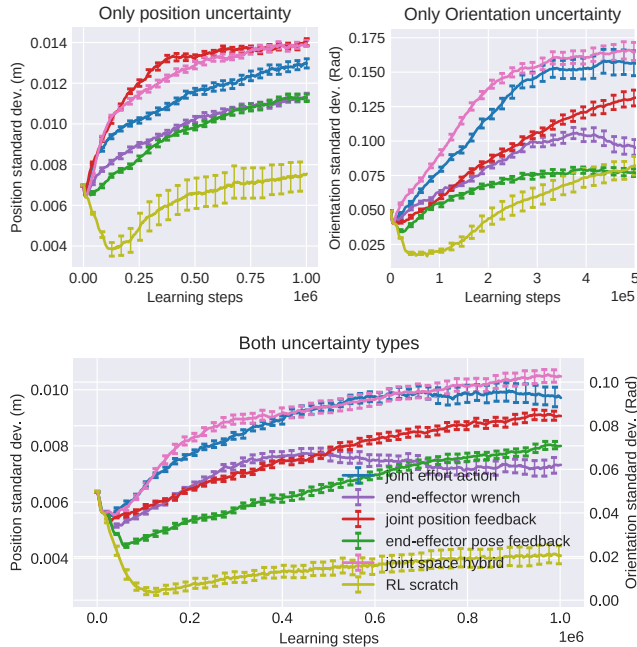 Only position uncertainty
Position standard dev. (m)
0.014
0.012
0.010
0.008
0.006
0.004
0.00
0.25
0.50
0.75
1.00
Learning steps
1e6
Only Orientation uncertainty
Orientation standard dev. (Rad)
0.175
0.150
0.125
0.100
0.075
0.050
0.025
0
1
2
3
4
5
Learning steps
1e5
Both uncertainty types
Position standard dev. (m)
0.010
0.008
0.006
0.004
0.10
0.08
0.06
0.04
0.02
0.00
Orientation standard dev. (Rad)
joint effort action
end-effector wrench
joint position feedback
end-effector pose feedback
joint space hybrid
RL scratch
0.0
0.2
0.4
0.6
0.8
1.0
Learning steps
1e6